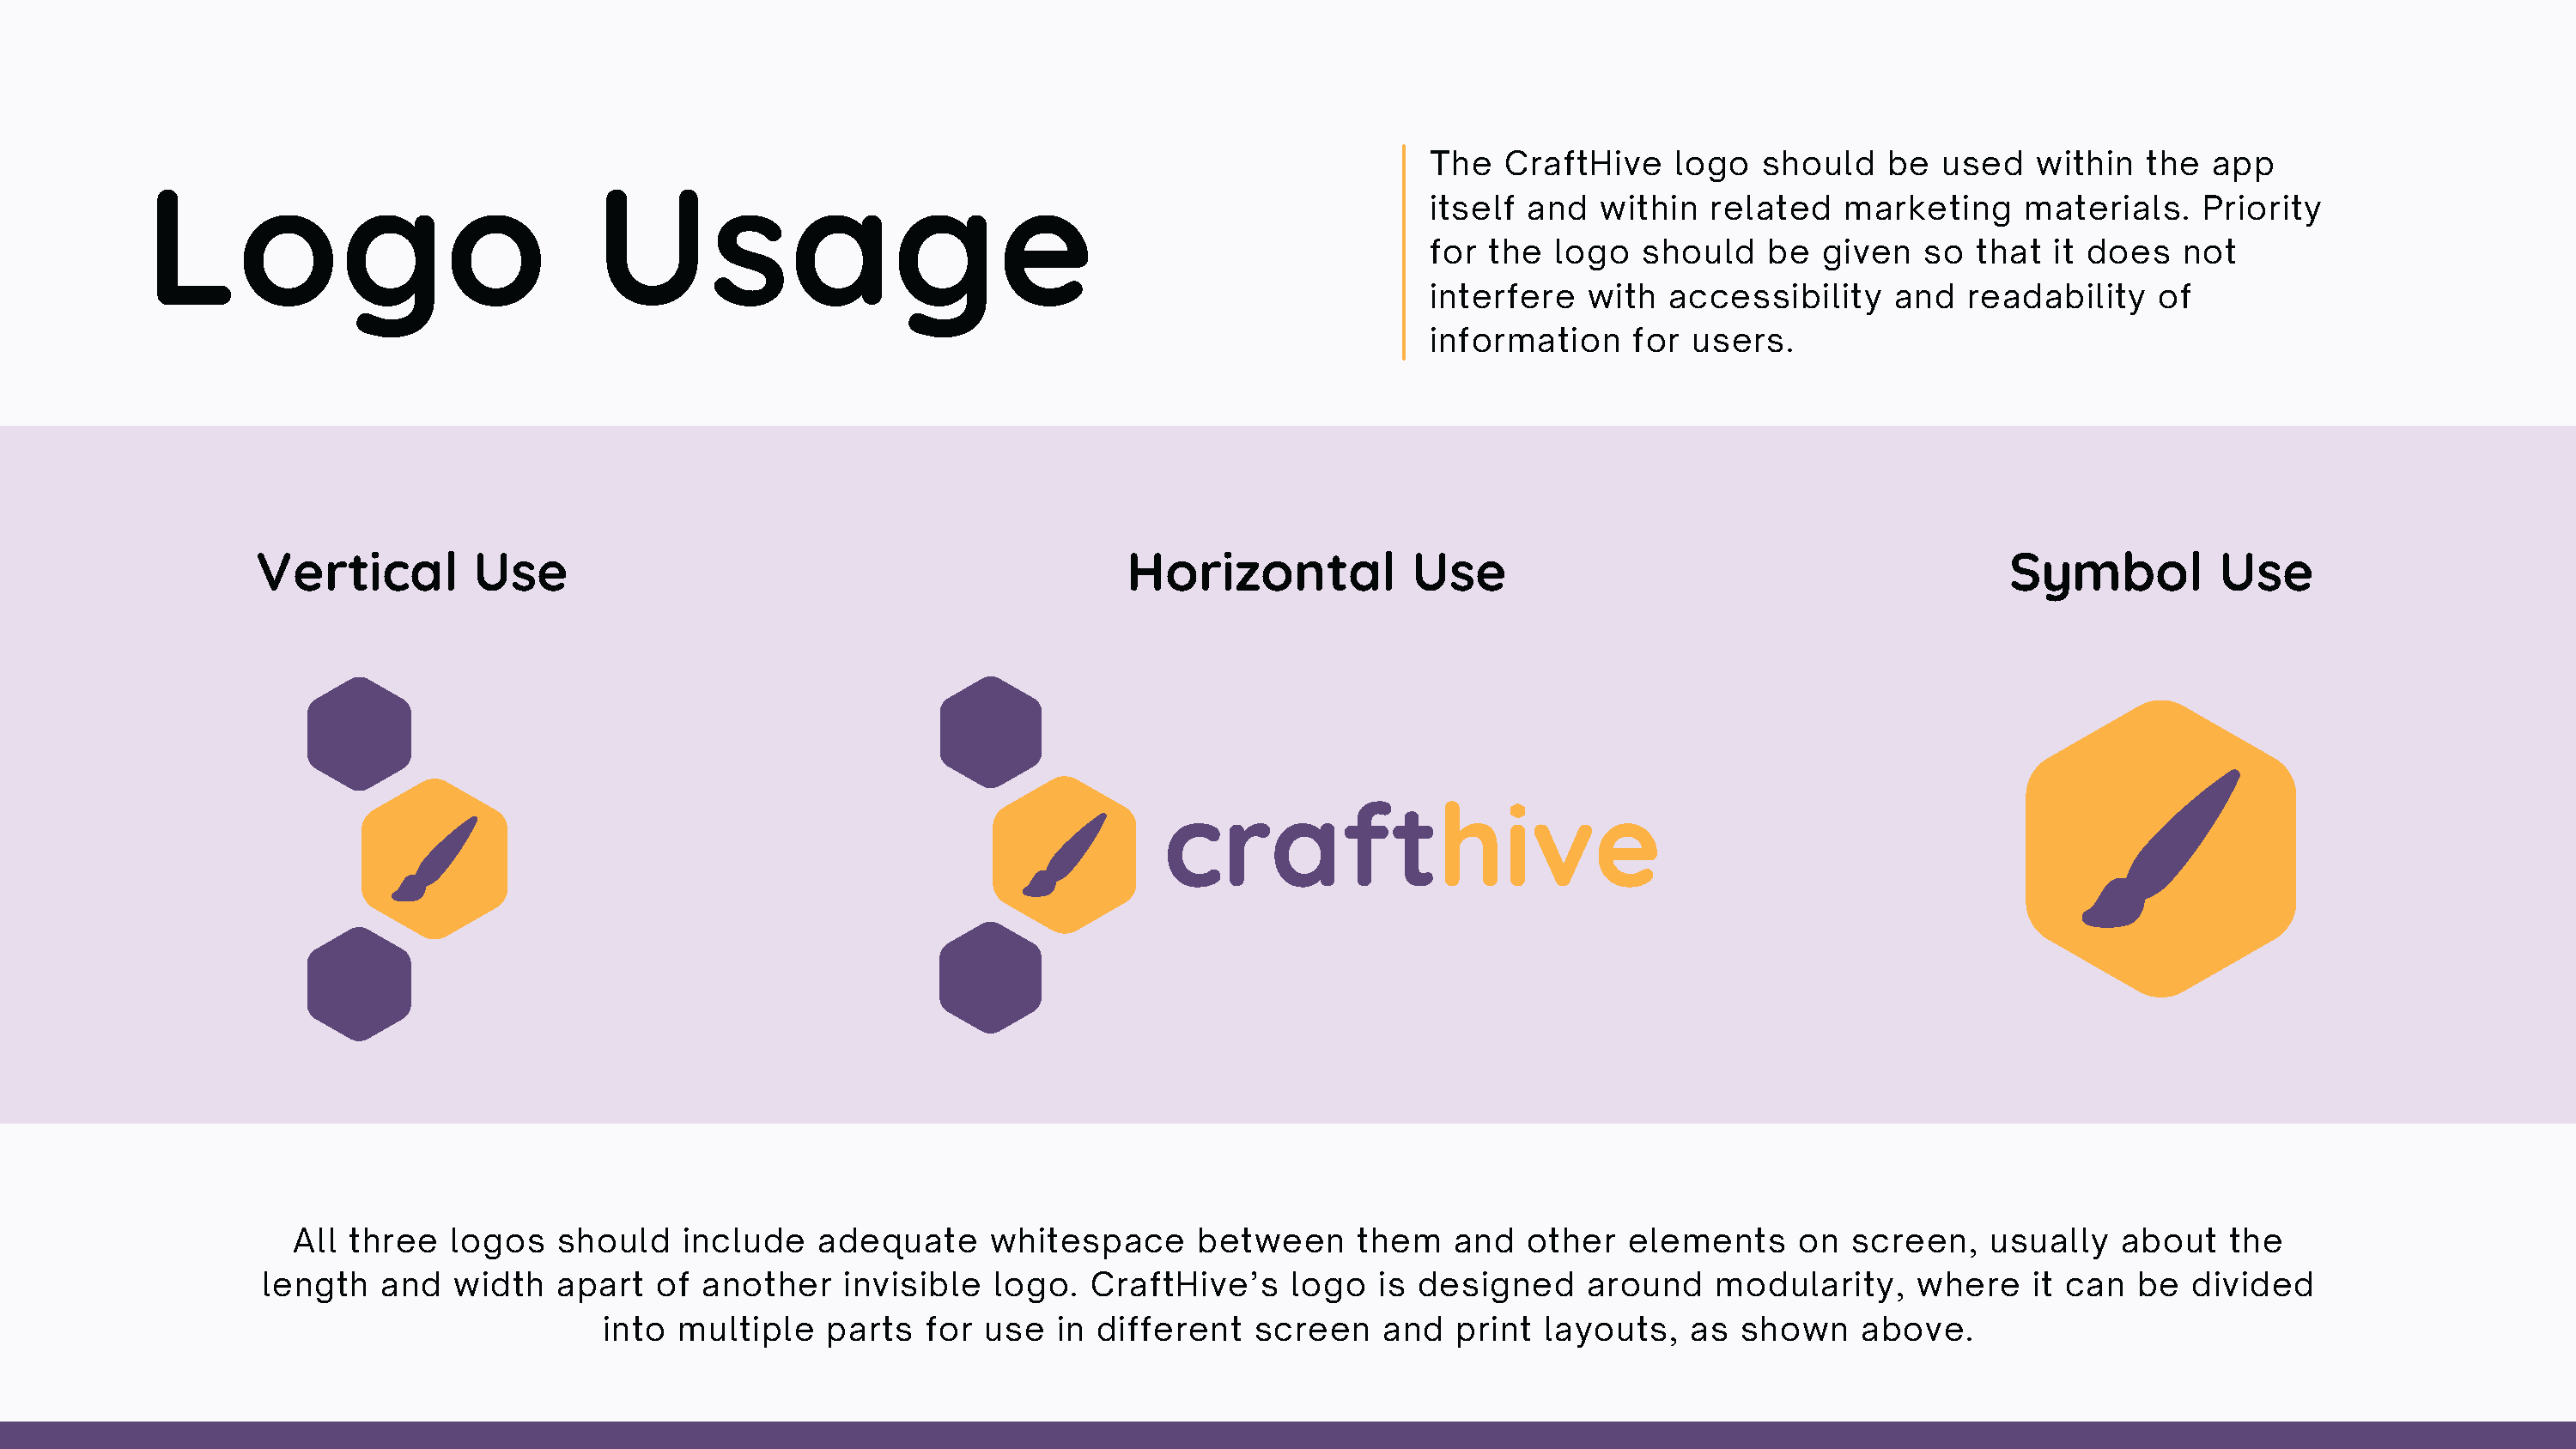 Logo Usage
The CraftHive logo should be used within the app
itself and within related marketing materials. Priority
for the logo should be given so that it does not
interfere with accessibility and readability of
information for users.
Vertical Use
Horizontal Use
Symbol Use
crafthive
All three logos should include adequate whitespace between them and other elements on screen, usually about the
length and width apart of another invisible logo. CraftHive’s logo is designed around modularity, where it can be divided
into multiple parts for use in different screen and print layouts, as shown above.